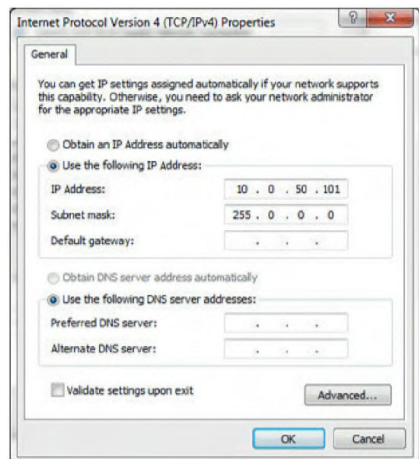 Internet Protocol Version 4 (TCP/IPv4) Properties
General
You can get IP settings assigned automatically if your network supports
this capability. Otherwise, you need to ask your network administrator
for the appropriate IP settings.
Obtain an IP Address automatically
Use the following IP Address:
IP Address: 10 . 0 . 50 . 101
Subnet mask: 255 . 0 . 0 . 0
Default gateway: . . .
Obtain DNS server address automatically
Use the following DNS server addresses:
Preferred DNS server: . . .
Alternate DNS server: . . .
Validate settings upon exit
Advanced...
OK Cancel